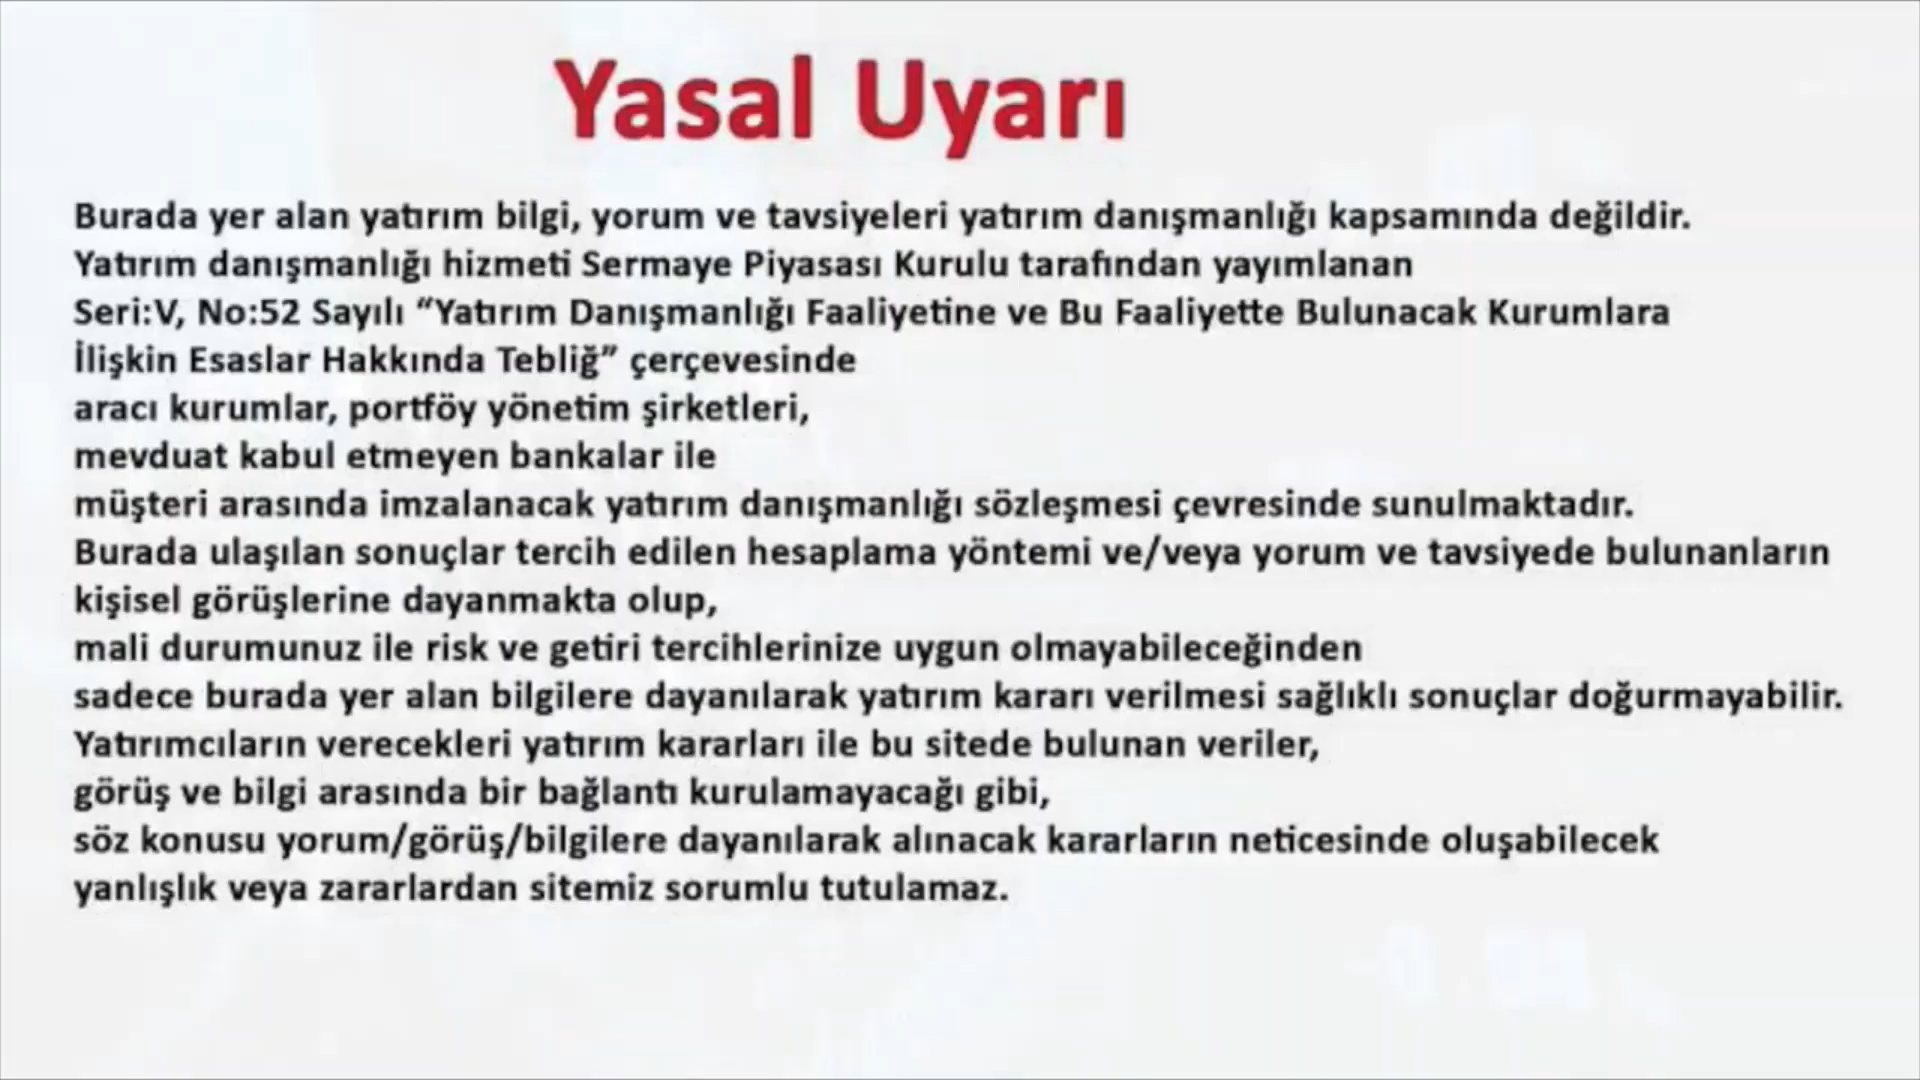 Yasal Uyarı
Burada yer alan yatırım bilgi, yorum ve tavsiyeleri yatırım danışmanlığı kapsamında değildir.
Yatırım danışmanlığı hizmeti Sermaye Piyasası Kurulu tarafından yayımlanan
Seri:V, No:52 Sayılı “Yatırım Danışmanlığı Faaliyetine ve Bu Faaliyette Bulunacak Kurumlara
İlişkin Esaslar Hakkında Tebliğ” çerçevesinde
aracı kurumlar, portföy yönetim şirketleri,
mevduat kabul etmeyen bankalar ile
müşteri arasında imzalanacak yatırım danışmanlığı sözleşmesi çevresinde sunulmaktadır.
Burada ulaşılan sonuçlar tercih edilen hesaplama yöntemi ve/veya yorum ve tavsiyede bulunanların
kişisel görüşlerine dayanmakta olup,
mali durumunuz ile risk ve getiri tercihlerinize uygun olmayabileceğinden
sadece burada yer alan bilgilere dayanılarak yatırım kararı verilmesi sağlıklı sonuçlar doğurmayabilir.
Yatırımcıların verecekleri yatırım kararları ile bu sitede bulunan veriler,
görüş ve bilgi arasında bir bağlantı kurulamayacağı gibi,
söz konusu yorum/görüş/bilgilere dayanılarak alınacak kararların neticesinde oluşabilecek
yanlışlık veya zararlardan sitemiz sorumlu tutulamaz.